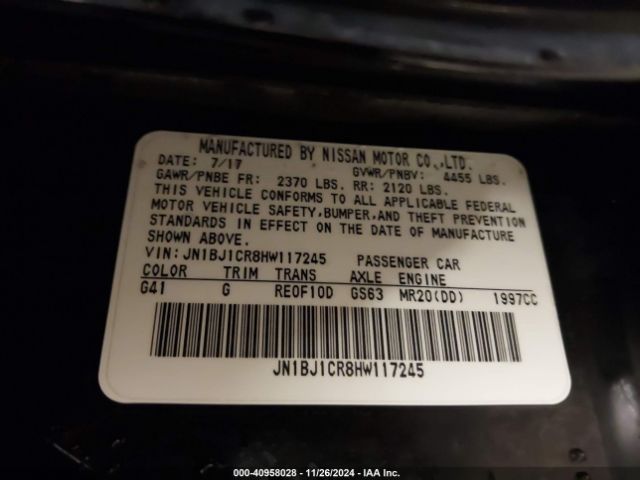 MANUFACTURED BY NISSAN MOTOR CO.,LTD.
DATE: 7/17 GVWR/PNBV: 4455 LBS.
GAWR/PNBE FR: 2370 LBS. RR: 2120 LBS.
THIS VEHICLE CONFORMS TO ALL APPLICABLE FEDERAL
MOTOR VEHICLE SAFETY,BUMPER,AND THEFT PREVENTION
STANDARDS IN EFFECT ON THE DATE OF MANUFACTURE
SHOWN ABOVE.
VIN:JN1BJ1CR8HW117245 PASSENGER CAR
COLOR TRIM TRANS AXLE ENGINE
G41 G RE0F10D GS63 MR20(DD) 1997CC
JN1BJ1CR8HW117245
000-40958028 - 11/26/2024 - IAA Inc.